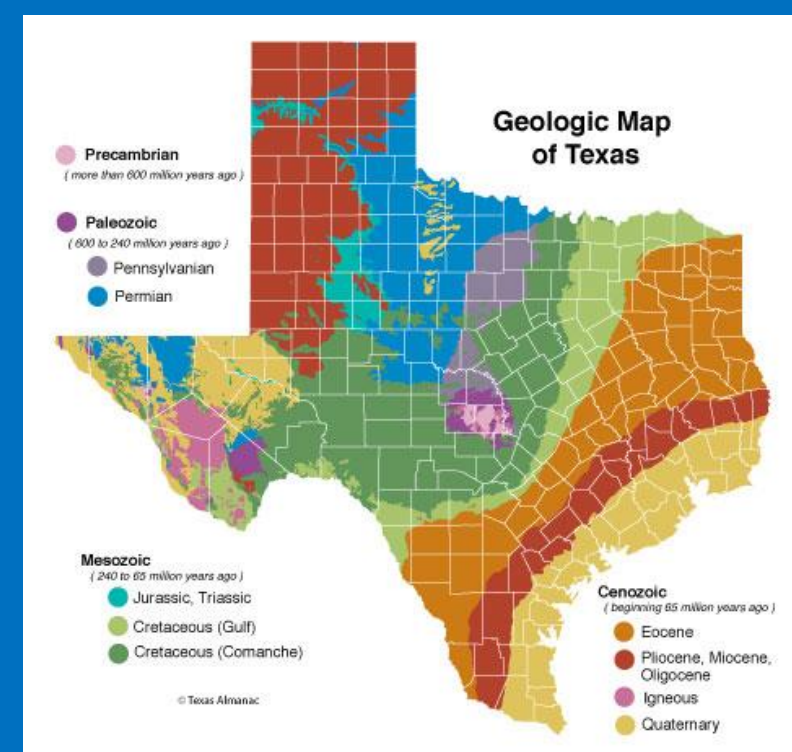 Geologic Map
of Texas
Precambrian
( more than 600 million years ago )
Paleozoic
( 600 to 240 million years ago )
Pennsylvanian
Permian
Mesozoic
( 240 to 65 million years ago )
Jurassic, Triassic
Cretaceous (Gulf)
Cretaceous (Comanche)
© Texas Almanac
Cenozoic
( beginning 65 million years ago )
Eocene
Pliocene, Miocene,
Oligocene
Igneous
Quaternary